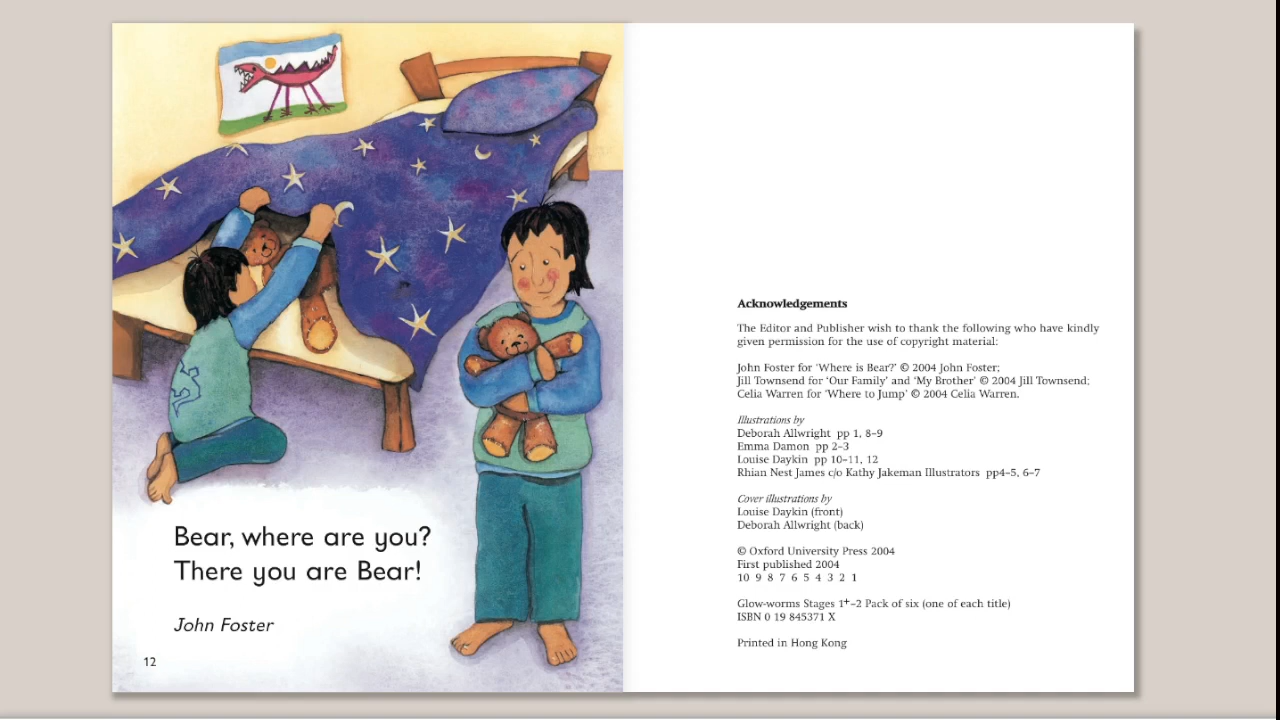 Bear, where are you?
There you are Bear!
John Foster
12
Acknowledgements
The Editor and Publisher wish to thank the following who have kindly
given permission for the use of copyright material:
John Foster for ‘Where is Bear?’ © 2004 John Foster;
Jill Townsend for ‘Our Family’ and ‘My Brother’ © 2004 Jill Townsend;
Celia Warren for ‘Where to Jump’ © 2004 Celia Warren.
Illustrations by
Deborah Allwright pp 1, 8–9
Emma Damon pp 2–3
Louise Daykin pp 10–11, 12
Rhian Nest James c/o Kathy Jakeman Illustrators pp4–5, 6–7
Cover illustrations by
Louise Daykin (front)
Deborah Allwright (back)
© Oxford University Press 2004
First published 2004
10 9 8 7 6 5 4 3 2 1
Glow-worms Stages 1+–2 Pack of six (one of each title)
ISBN 0 19 845371 X
Printed in Hong Kong